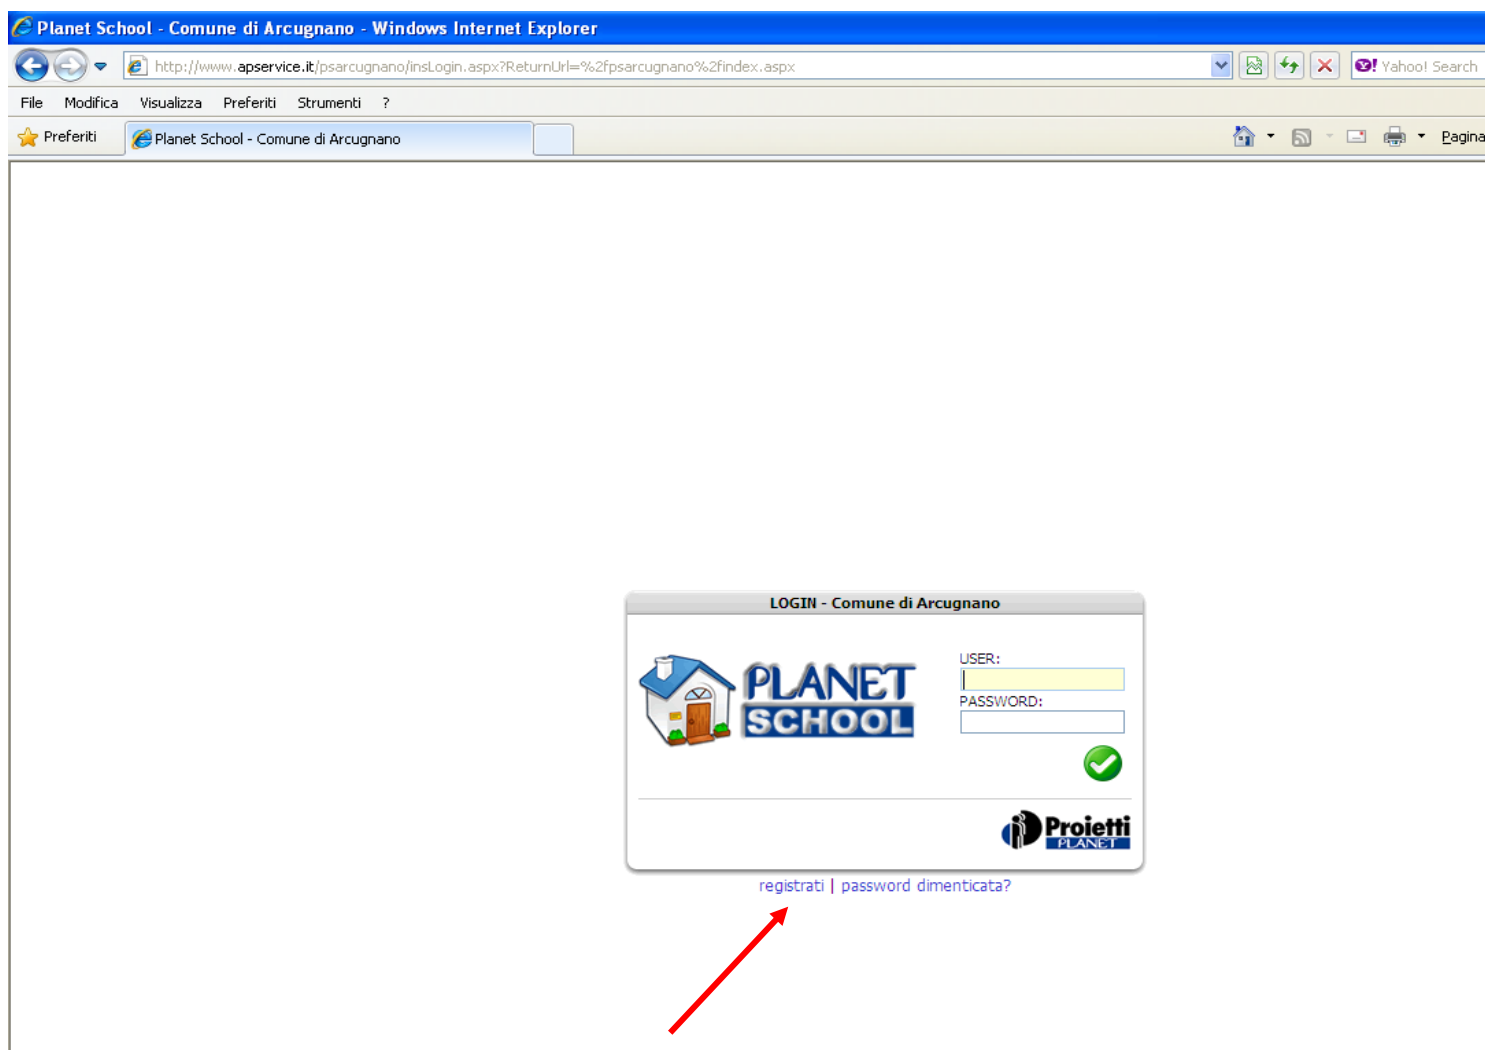 Planet School - Comune di Arcugnano - Windows Internet Explorer
http://www.apservice.it/psarcugnano/insLogin.aspx?ReturnUrl=%2fpsarcugnano%2findex.aspx
Yahoo! Search
File Modifica Visualizza Preferiti Strumenti ?
Preferiti
Planet School - Comune di Arcugnano
Pagina
LOGIN - Comune di Arcugnano
PLANET
SCHOOL
USER:
PASSWORD:
Proietti
PLANET
registrati | password dimenticata?